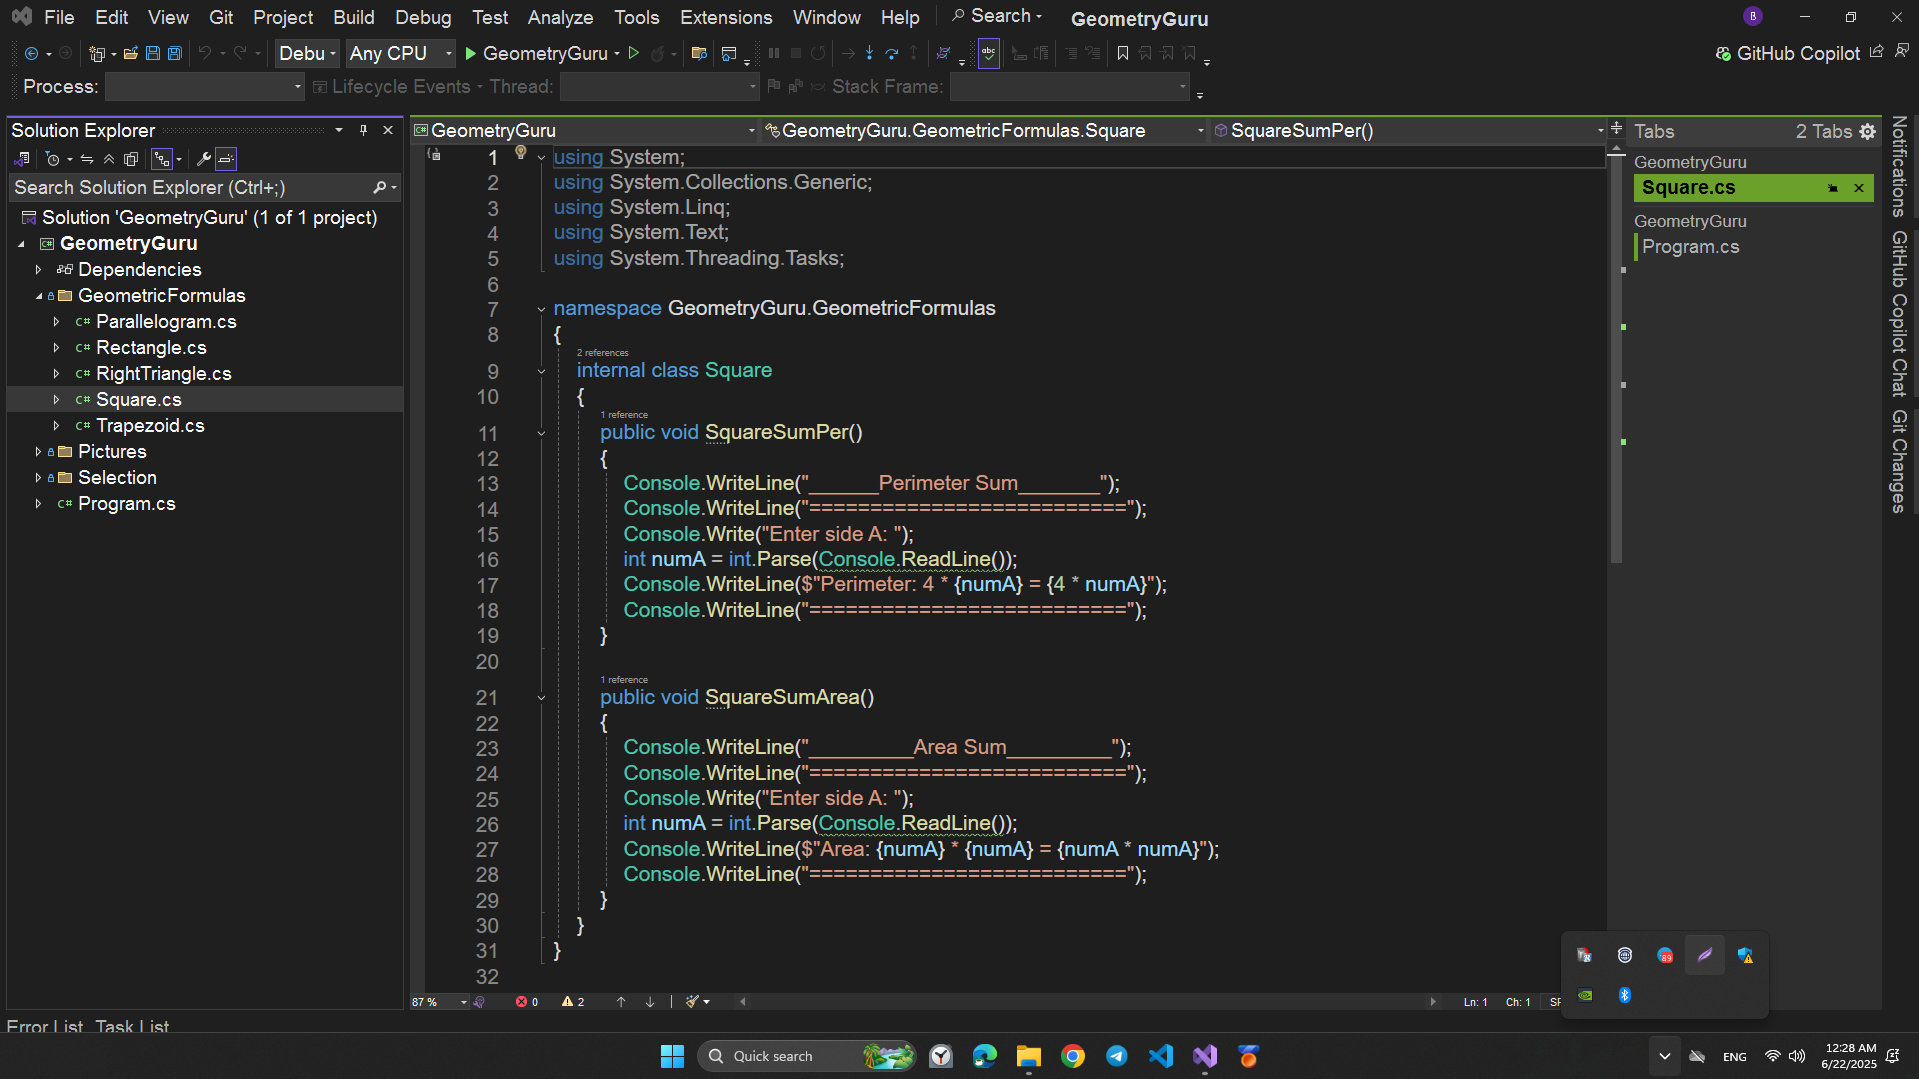 File Edit View Git Project Build Debug Test Analyze Tools Extensions Window Help Search GeometryGuru
B
Debu Any CPU GeometryGuru GitHub Copilot
Process: Lifecycle Events Thread: Stack Frame:
Solution Explorer
Search Solution Explorer (Ctrl+;)
Solution 'GeometryGuru' (1 of 1 project)
GeometryGuru
Dependencies
GeometricFormulas
C# Parallelogram.cs
C# Rectangle.cs
C# RightTriangle.cs
C# Square.cs
C# Trapezoid.cs
Pictures
Selection
C# Program.cs
GeometryGuru GeometryGuru.GeometricFormulas.Square SquareSumPer()
1 using System;
2 using System.Collections.Generic;
3 using System.Linq;
4 using System.Text;
5 using System.Threading.Tasks;
6
7 namespace GeometryGuru.GeometricFormulas
8 {
2 references
9 internal class Square
10 {
1 reference
11 public void SquareSumPer()
12 {
13 Console.WriteLine("______Perimeter Sum_______");
14 Console.WriteLine("==========================");
15 Console.Write("Enter side A: ");
16 int numA = int.Parse(Console.ReadLine());
17 Console.WriteLine($"Perimeter: 4 * {numA} = {4 * numA}");
18 Console.WriteLine("==========================");
19 }
20
1 reference
21 public void SquareSumArea()
22 {
23 Console.WriteLine("_________Area Sum_________");
24 Console.WriteLine("==========================");
25 Console.Write("Enter side A: ");
26 int numA = int.Parse(Console.ReadLine());
27 Console.WriteLine($"Area: {numA} * {numA} = {numA * numA}");
28 Console.WriteLine("==========================");
29 }
30 }
31 }
32
87 % 0 2 Ln: 1 Ch: 1
Tabs 2 Tabs
GeometryGuru
Square.cs
GeometryGuru
Program.cs
Notifications
GitHub Copilot Chat
Git Changes
89
Error List Task List
Quick search
ENG
12:28 AM
6/22/2025